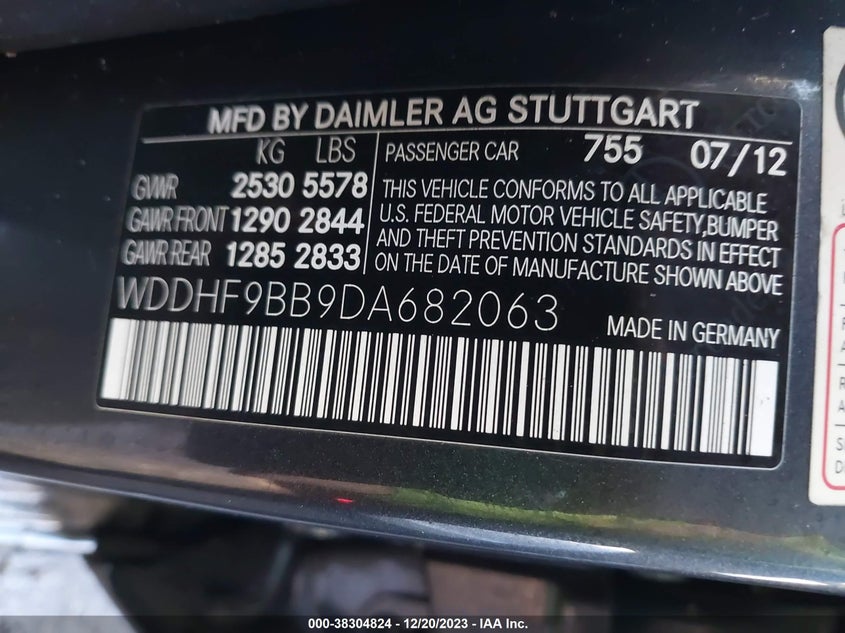 MFD BY DAIMLER AG STUTTGART
KG LBS
GVWR 2530 5578
GAWR FRONT 1290 2844
GAWR REAR 1285 2833
PASSENGER CAR 755 07/12
THIS VEHICLE CONFORMS TO ALL APPLICABLE
U.S. FEDERAL MOTOR VEHICLE SAFETY,BUMPER
AND THEFT PREVENTION STANDARDS IN EFFECT
ON THE DATE OF MANUFACTURE SHOWN ABOVE
WDDHF9BB9DA682063
MADE IN GERMANY
000-38304824 - 12/20/2023 - IAA Inc.